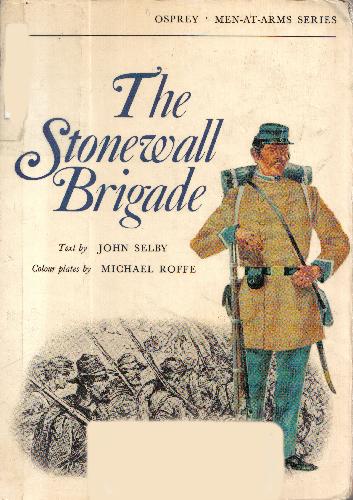 OSPREY · MEN-AT-ARMS SERIES
The
Stonewall
Brigade
Text by JOHN SELBY
Colour plates by MICHAEL ROFFE